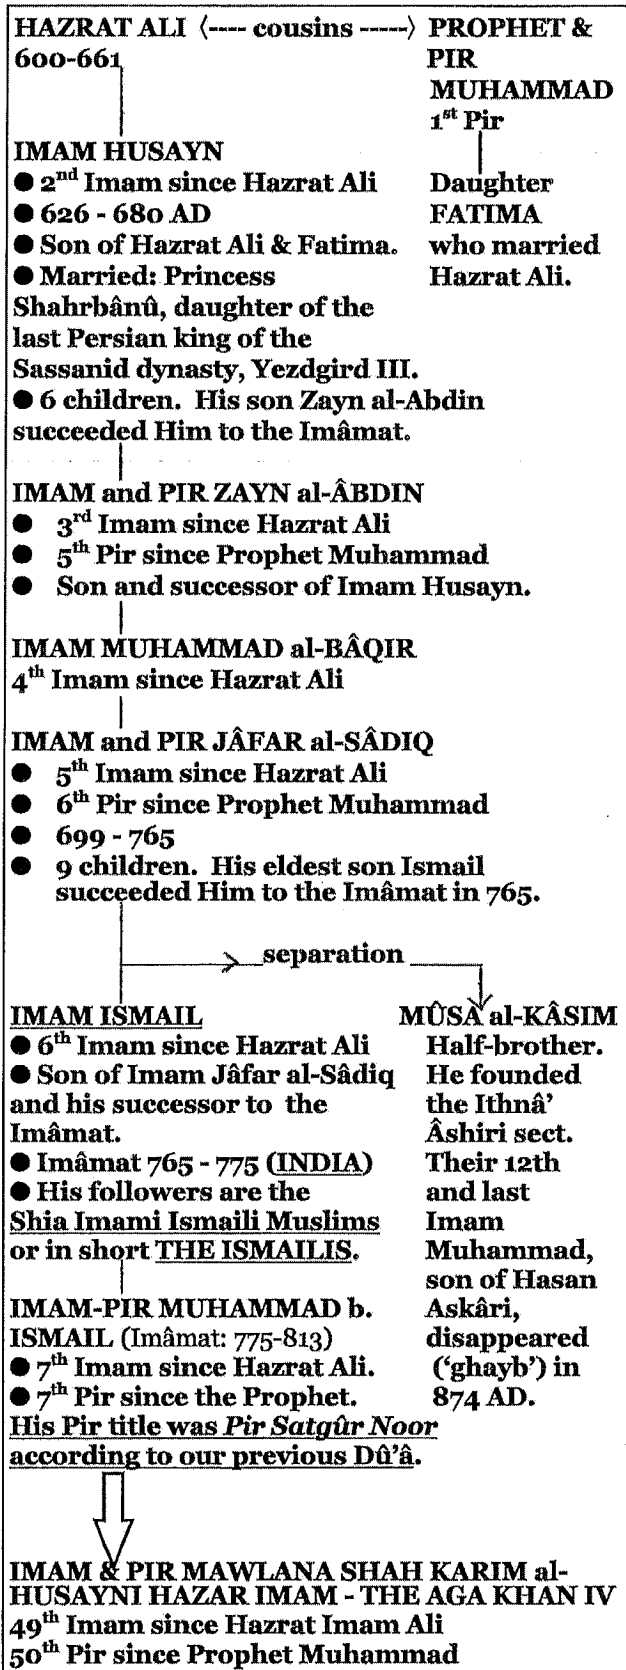 HAZRAT ALI <---- cousins -----> PROPHET &
600-661
PIR
MUHAMMAD
1st Pir
IMAM HUSAYN
● 2nd Imam since Hazrat Ali
● 626 - 680 AD
● Son of Hazrat Ali & Fatima.
● Married: Princess
Shahrbânû, daughter of the
last Persian king of the
Sassanid dynasty, Yezdgird III.
● 6 children. His son Zayn al-Abdin
succeeded Him to the Imâmat.
Daughter
FATIMA
who married
Hazrat Ali.
IMAM and PIR ZAYN al-ÂBDIN
● 3rd Imam since Hazrat Ali
● 5th Pir since Prophet Muhammad
● Son and successor of Imam Husayn.
IMAM MUHAMMAD al-BÂQIR
4th Imam since Hazrat Ali
IMAM and PIR JÂFAR al-SÂDIQ
● 5th Imam since Hazrat Ali
● 6th Pir since Prophet Muhammad
● 699 - 765
● 9 children. His eldest son Ismail
succeeded Him to the Imâmat in 765.
separation
IMAM ISMAIL
● 6th Imam since Hazrat Ali
● Son of Imam Jâfar al-Sâdiq
and his successor to the
Imâmat.
● Imâmat 765 - 775 (INDIA)
● His followers are the
Shia Imami Ismaili Muslims
or in short THE ISMAILIS.
MÛSA al-KÂSIM
Half-brother.
He founded
the Ithnâ'
Âshiri sect.
Their 12th
and last
Imam
Muhammad,
son of Hasan
Askâri,
disappeared
('ghayb') in
874 AD.
IMAM-PIR MUHAMMAD b.
ISMAIL (Imâmat: 775-813)
● 7th Imam since Hazrat Ali.
● 7th Pir since the Prophet.
His Pir title was Pir Satgûr Noor
according to our previous Dû'â.
IMAM & PIR MAWLANA SHAH KARIM al-
HUSAYNI HAZAR IMAM - THE AGA KHAN IV
49th Imam since Hazrat Imam Ali
50th Pir since Prophet Muhammad